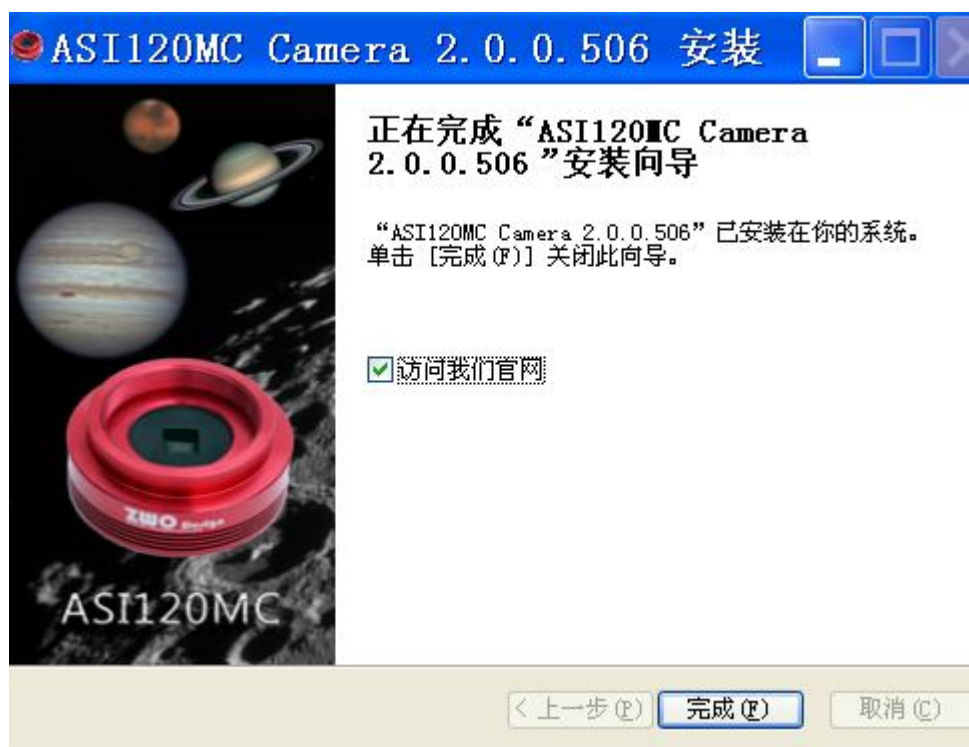 ASI120MC Camera 2.0.0.506 安装
正在完成“ASI120MC Camera
2.0.0.506 ”安装向导
“ASI120MC Camera 2.0.0.506”已安装在你的系统。
单击 [完成(F)] 关闭此向导。
访问我们官网
ZWO Design
ASI120MC
< 上一步(P)
完成(F)
取消(C)